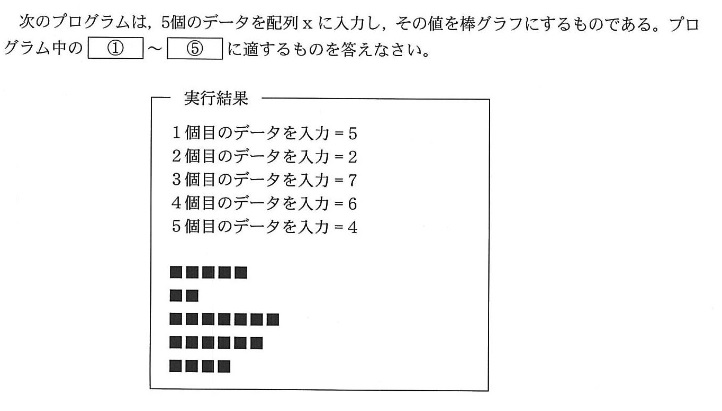 次のプログラムは，5個のデータを配列ｘに入力し，その値を棒グラフにするものである。プロ
グラム中の ① ～ ⑤ に適するものを答えなさい。
実行結果
１個目のデータを入力＝５
２個目のデータを入力＝２
３個目のデータを入力＝７
４個目のデータを入力＝６
５個目のデータを入力＝４
■■■■■
■■
■■■■■■■
■■■■■■
■■■■